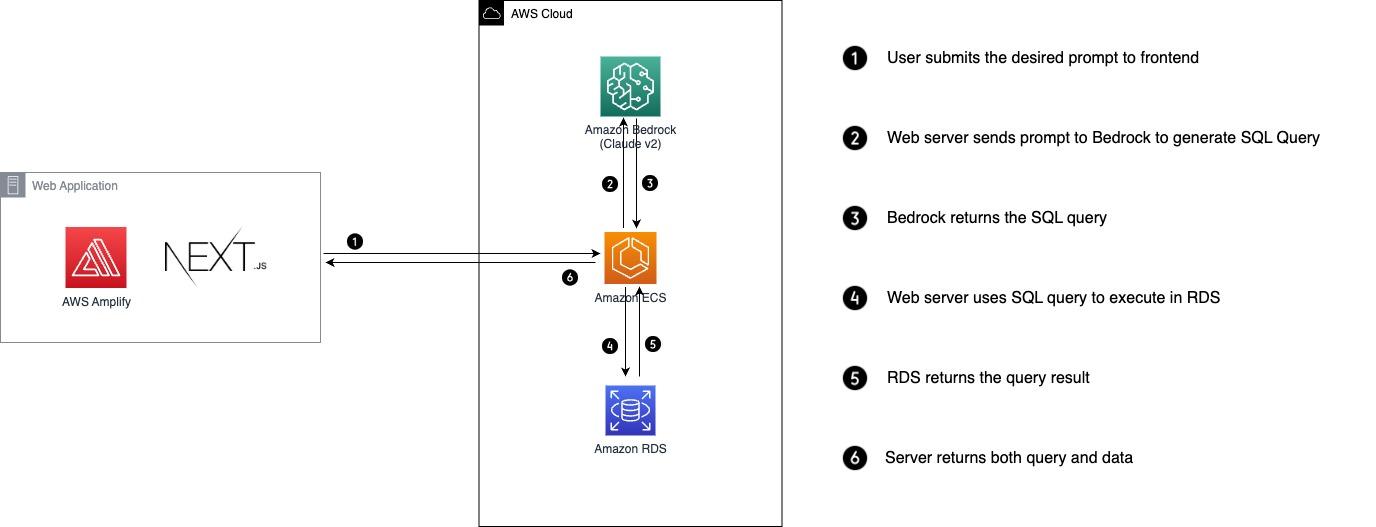 AWS Cloud
Amazon Bedrock
(Claude v2)
2
3
Web Application
AWS Amplify
NEXT.JS
1
6
Amazon ECS
4
5
Amazon RDS
1 User submits the desired prompt to frontend
2 Web server sends prompt to Bedrock to generate SQL Query
3 Bedrock returns the SQL query
4 Web server uses SQL query to execute in RDS
5 RDS returns the query result
6 Server returns both query and data